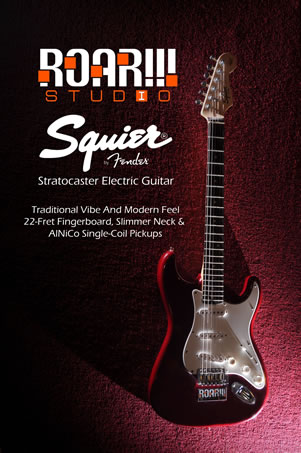 ROAR!!!
STUDIO
Squier®
by Fender
Stratocaster Electric Guitar
Traditional Vibe And Modern Feel
22-Fret Fingerboard, Slimmer Neck &
AlNiCo Single-Coil Pickups
ROAR!!!